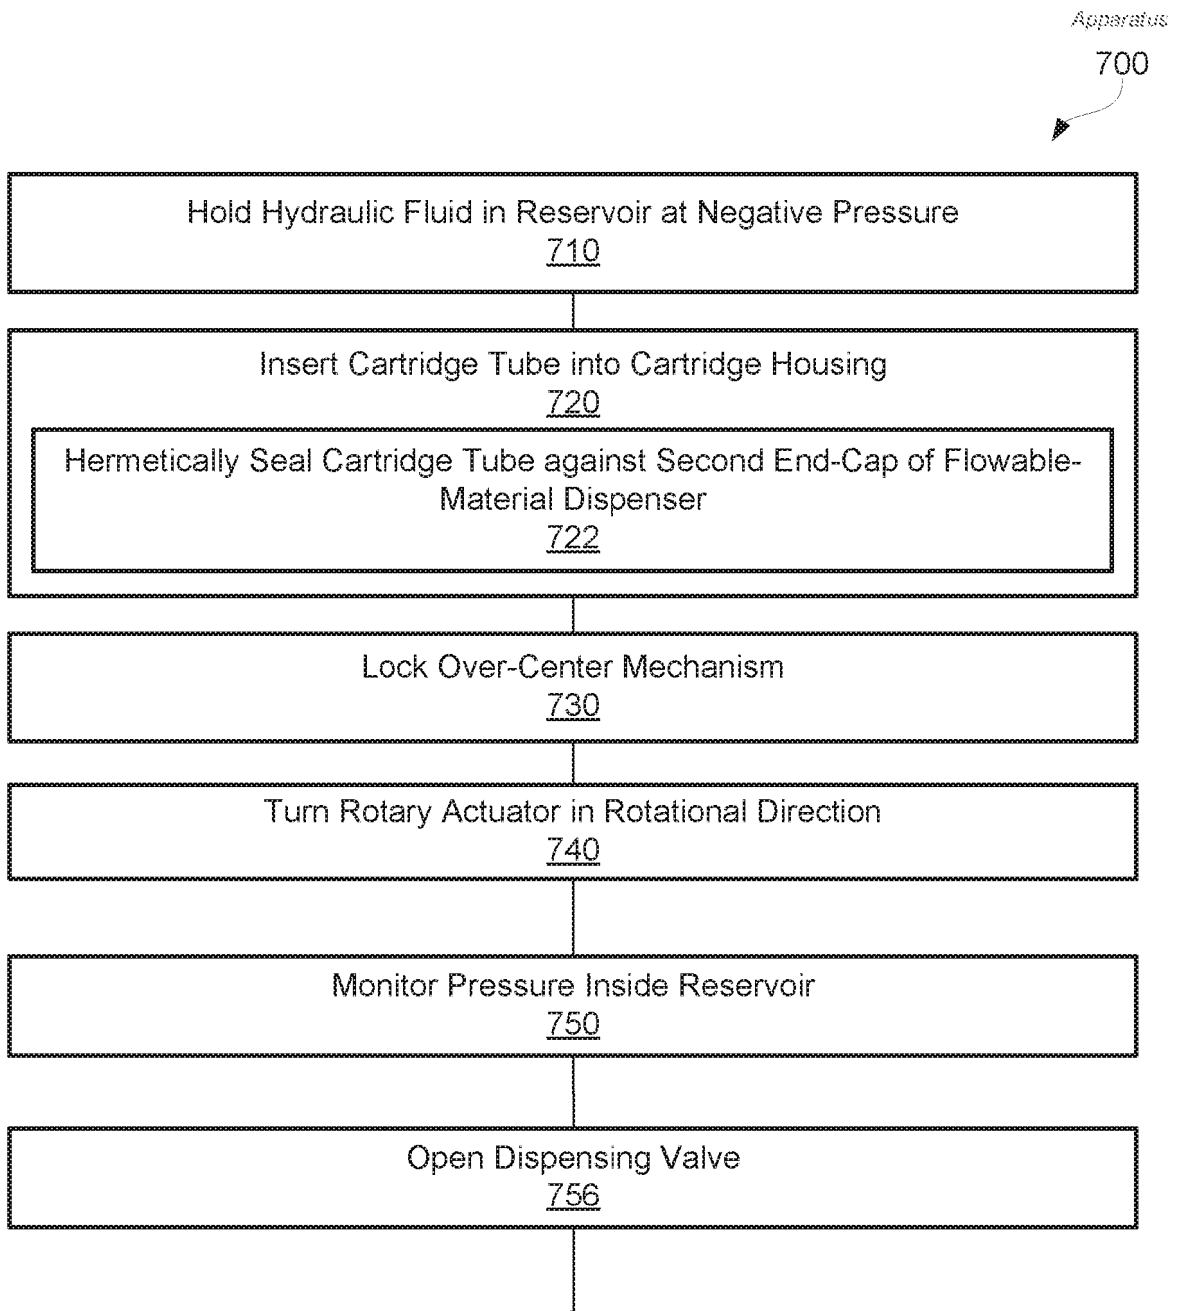 Apparatus
700
Hold Hydraulic Fluid in Reservoir at Negative Pressure
710
Insert Cartridge Tube into Cartridge Housing
720
Hermetically Seal Cartridge Tube against Second End-Cap of Flowable-
Material Dispenser
722
Lock Over-Center Mechanism
730
Turn Rotary Actuator in Rotational Direction
740
Monitor Pressure Inside Reservoir
750
Open Dispensing Valve
756